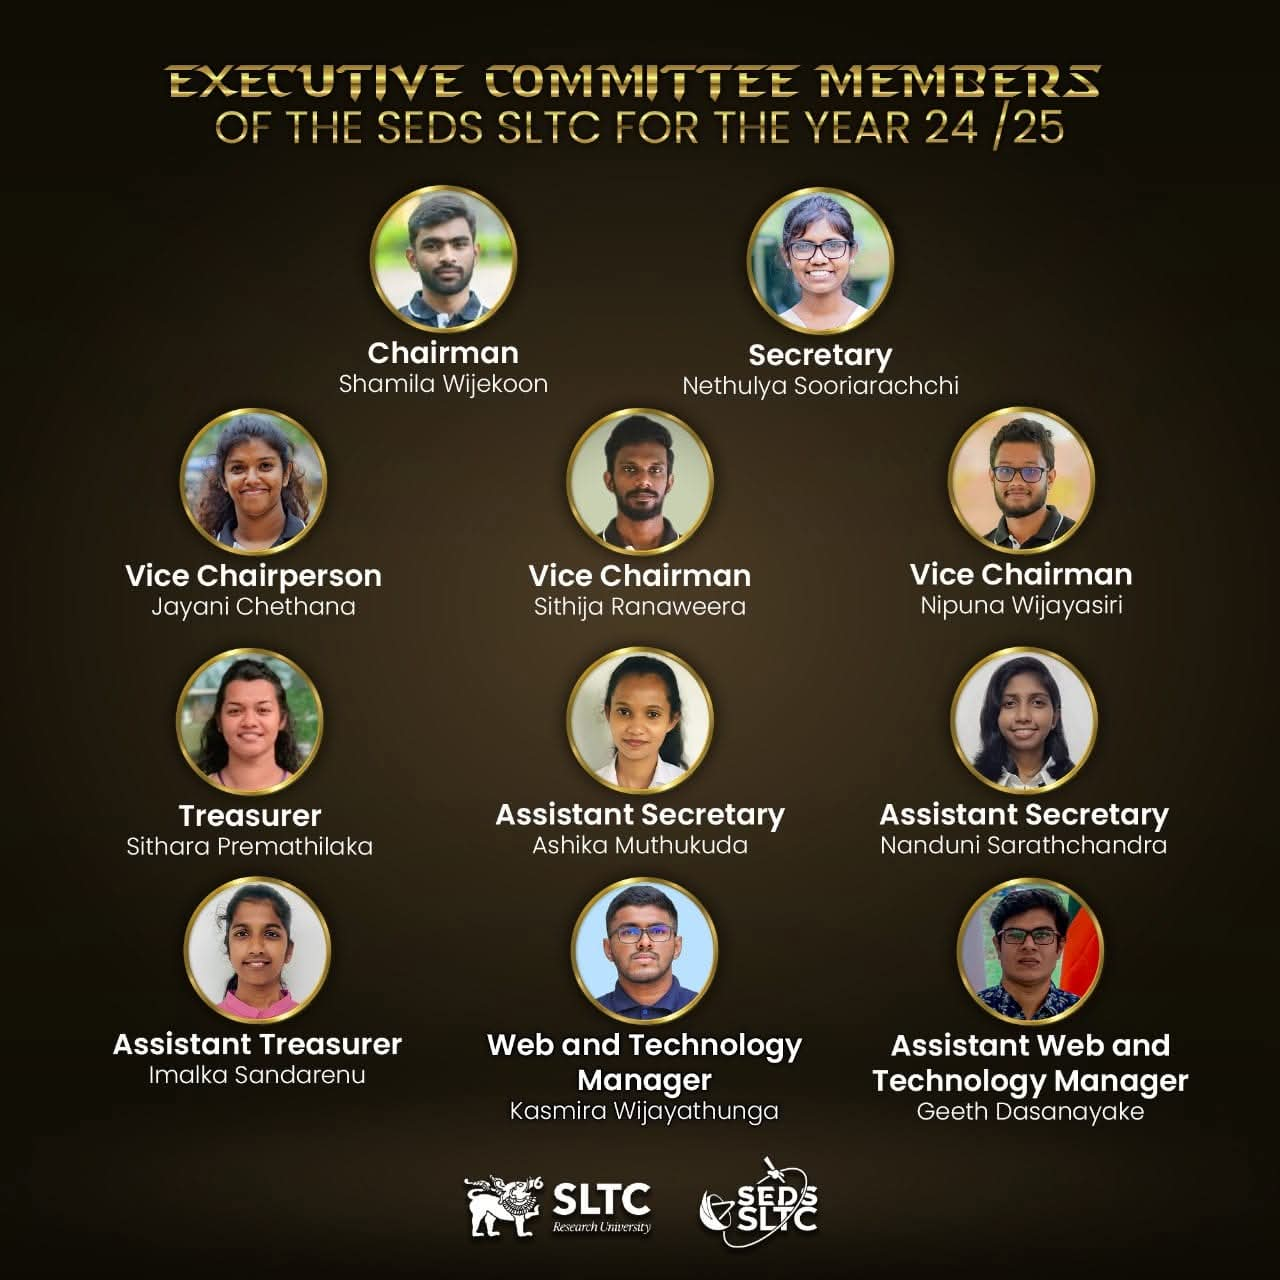 EXECUTIVE COMMITTEE MEMBERS
OF THE SEDS SLTC FOR THE YEAR 24 /25
Chairman
Shamila Wijekoon
Secretary
Nethulya Sooriarachchi
Vice Chairperson
Jayani Chethana
Vice Chairman
Sithija Ranaweera
Vice Chairman
Nipuna Wijayasiri
Treasurer
Sithara Premathilaka
Assistant Secretary
Ashika Muthukuda
Assistant Secretary
Nanduni Sarathchandra
Assistant Treasurer
Imalka Sandarenu
Web and Technology
Manager
Kasmira Wijayathunga
Assistant Web and
Technology Manager
Geeth Dasanayake
SLTC
Research University
SEDS
SLTC